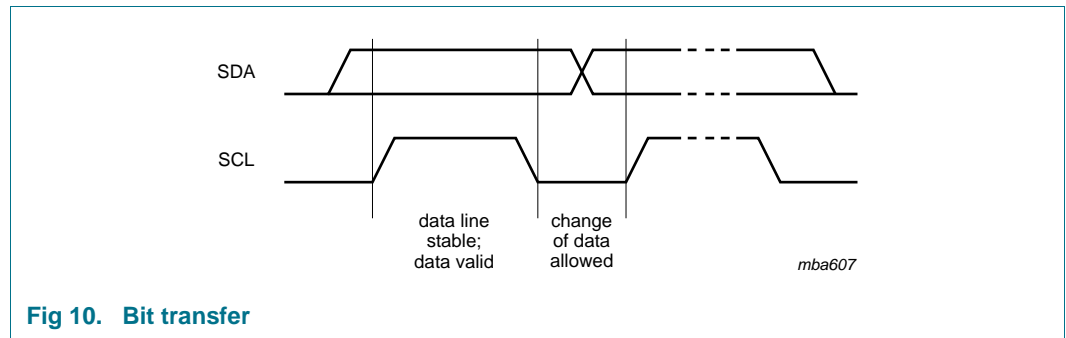 SDA
SCL
data line
stable;
data valid
change
of data
allowed
mba607
Fig 10. Bit transfer